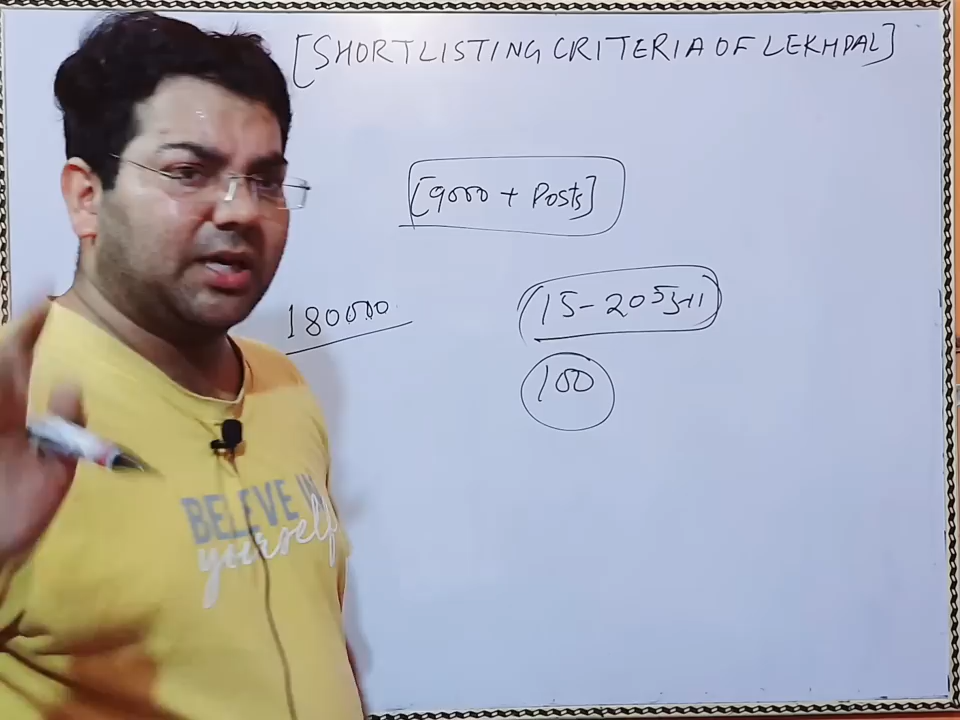 [SHORTLISTING CRITERIA OF LEKHPAL]
[9000 + Posts]
180000
15-20
100
BELIEVE IN
yourself